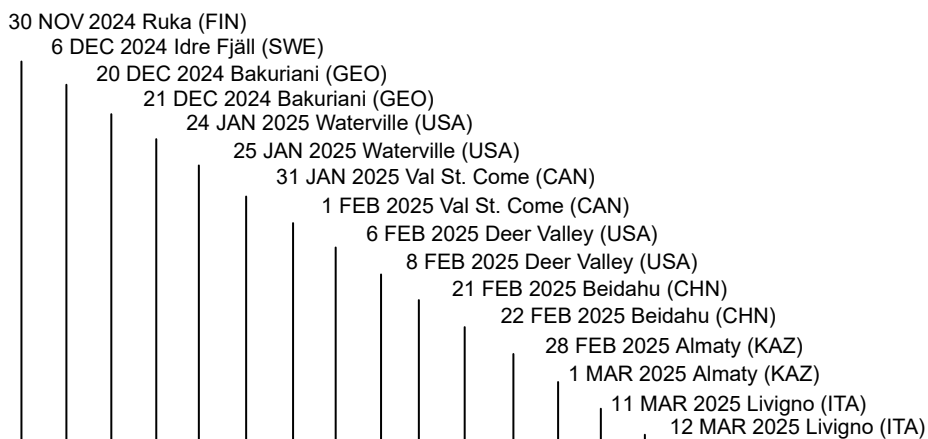 30 NOV 2024 Ruka (FIN)
6 DEC 2024 Idre Fjäll (SWE)
20 DEC 2024 Bakuriani (GEO)
21 DEC 2024 Bakuriani (GEO)
24 JAN 2025 Waterville (USA)
25 JAN 2025 Waterville (USA)
31 JAN 2025 Val St. Come (CAN)
1 FEB 2025 Val St. Come (CAN)
6 FEB 2025 Deer Valley (USA)
8 FEB 2025 Deer Valley (USA)
21 FEB 2025 Beidahu (CHN)
22 FEB 2025 Beidahu (CHN)
28 FEB 2025 Almaty (KAZ)
1 MAR 2025 Almaty (KAZ)
11 MAR 2025 Livigno (ITA)
12 MAR 2025 Livigno (ITA)